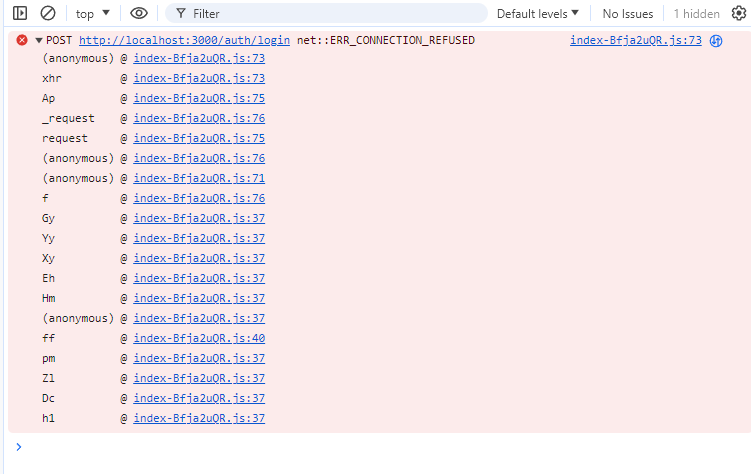 top Filter Default levels No Issues 1 hidden
POST http://localhost:3000/auth/login net::ERR_CONNECTION_REFUSED index-Bfja2uQR.js:73
(anonymous) @ index-Bfja2uQR.js:73
xhr @ index-Bfja2uQR.js:73
Ap @ index-Bfja2uQR.js:75
_request @ index-Bfja2uQR.js:76
request @ index-Bfja2uQR.js:75
(anonymous) @ index-Bfja2uQR.js:76
(anonymous) @ index-Bfja2uQR.js:71
f @ index-Bfja2uQR.js:76
Gy @ index-Bfja2uQR.js:37
Yy @ index-Bfja2uQR.js:37
Xy @ index-Bfja2uQR.js:37
Eh @ index-Bfja2uQR.js:37
Hm @ index-Bfja2uQR.js:37
(anonymous) @ index-Bfja2uQR.js:37
ff @ index-Bfja2uQR.js:40
pm @ index-Bfja2uQR.js:37
Zl @ index-Bfja2uQR.js:37
Dc @ index-Bfja2uQR.js:37
h1 @ index-Bfja2uQR.js:37